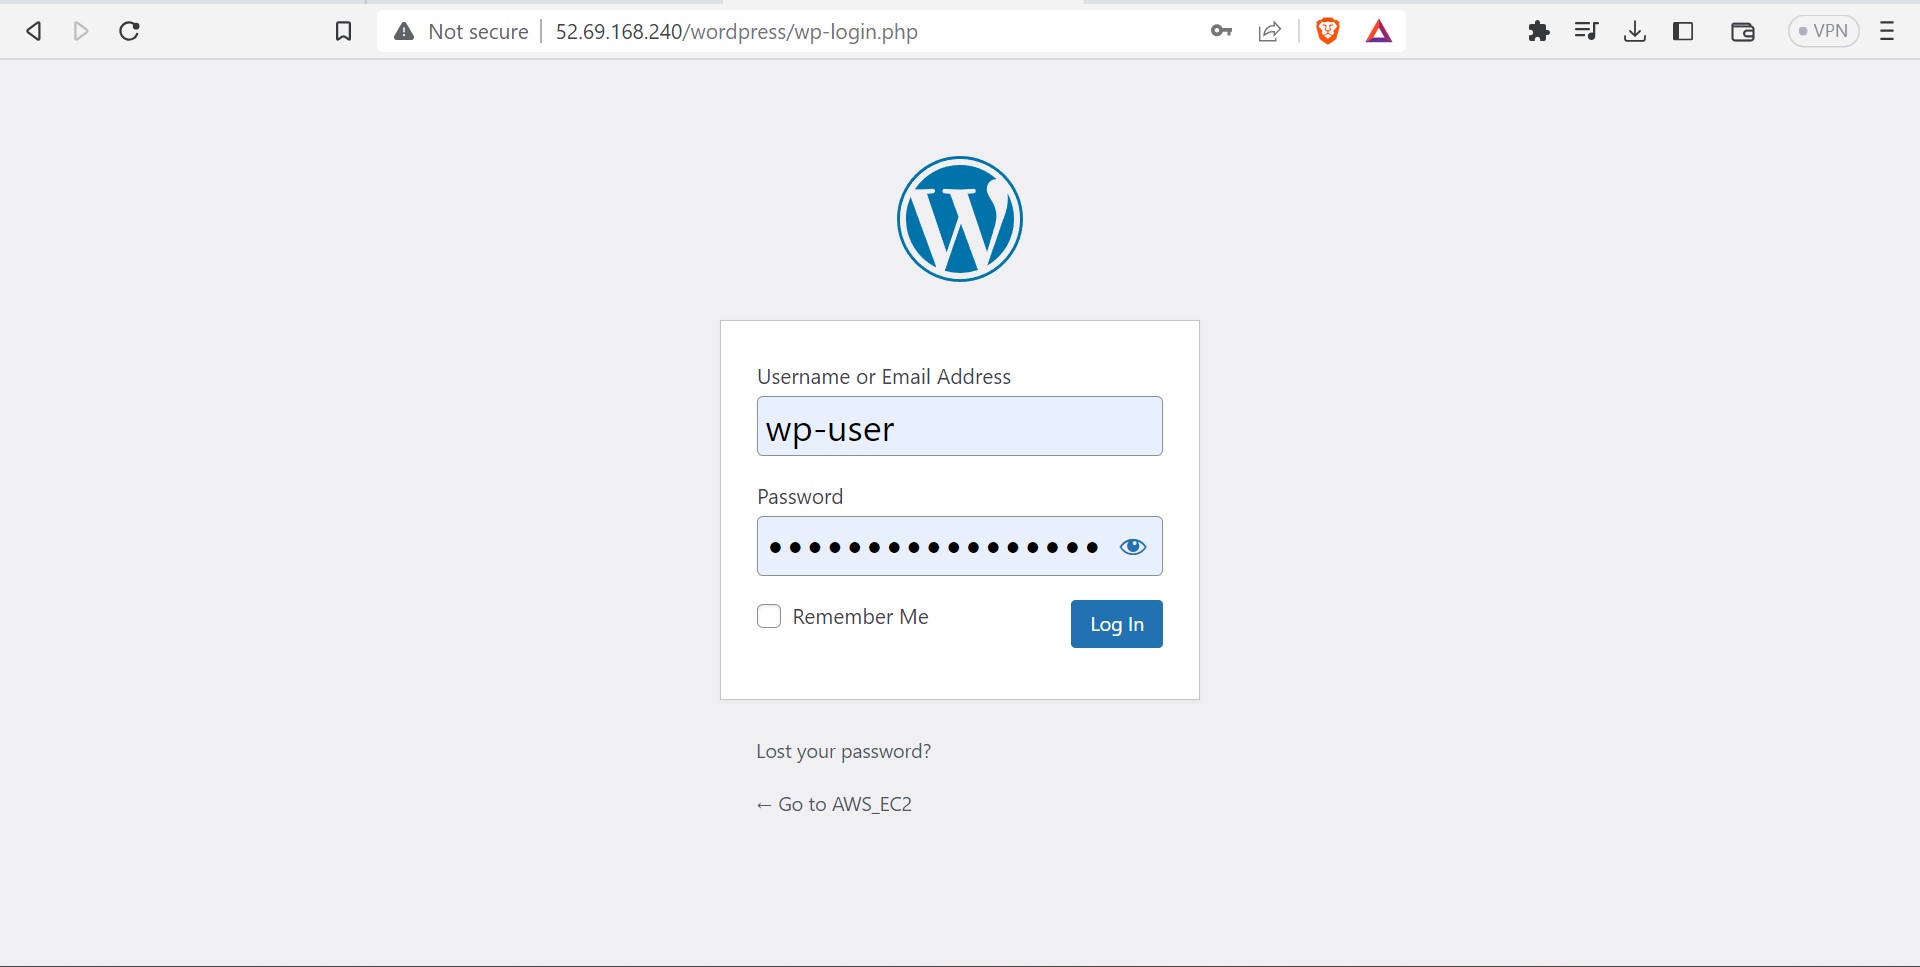 Not secure | 52.69.168.240/wordpress/wp-login.php
VPN
Username or Email Address
wp-user
Password
•••••••••••••••••
Remember Me
Log In
Lost your password?
← Go to AWS_EC2